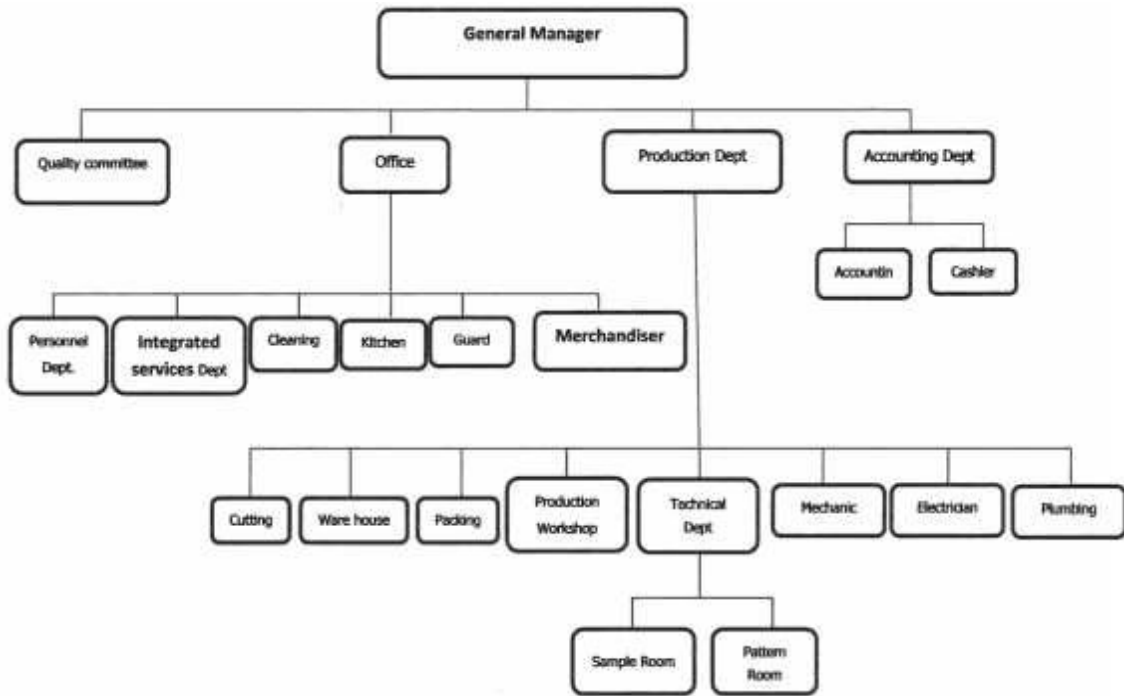 General Manager
Quality committee
Office
Production Dept
Accounting Dept
Accountin
Cashier
Personnel
Dept.
Integrated
services Dept
Cleaning
Kitchen
Guard
Merchandiser
Cutting
Ware house
Packing
Production
Workshop
Technical
Dept
Mechanic
Electrician
Plumbing
Sample Room
Pattern
Room